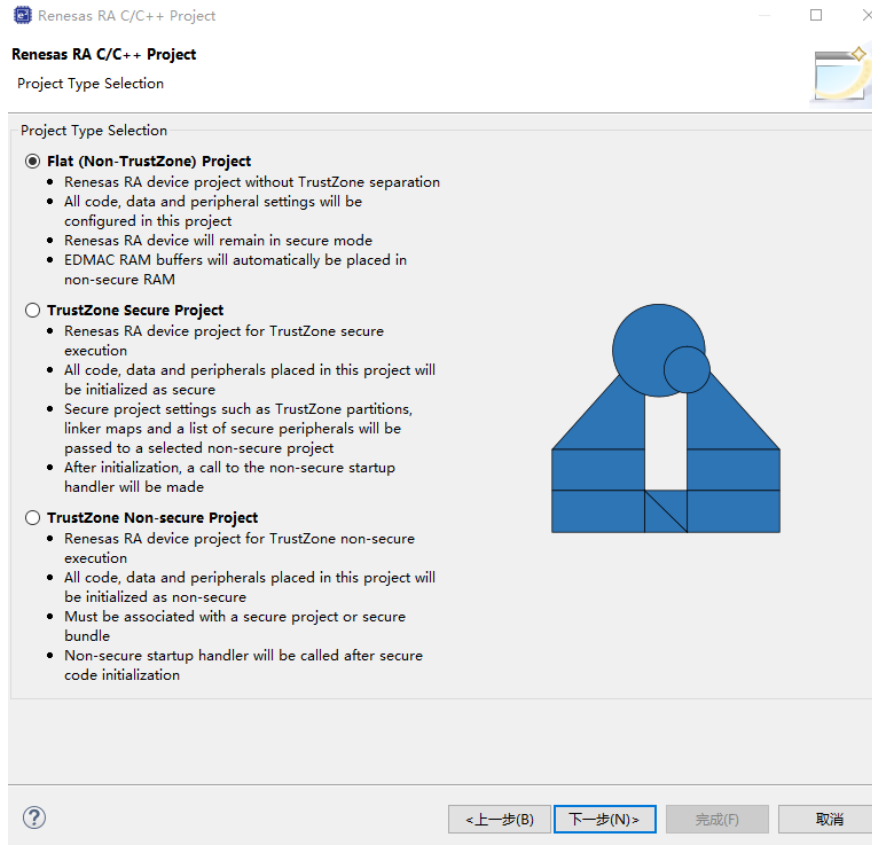 Renesas RA C/C++ Project
Renesas RA C/C++ Project
Project Type Selection
Project Type Selection
Flat (Non-TrustZone) Project
• Renesas RA device project without TrustZone separation
• All code, data and peripheral settings will be
configured in this project
• Renesas RA device will remain in secure mode
• EDMAC RAM buffers will automatically be placed in
non-secure RAM
TrustZone Secure Project
• Renesas RA device project for TrustZone secure
execution
• All code, data and peripherals placed in this project will
be initialized as secure
• Secure project settings such as TrustZone partitions,
linker maps and a list of secure peripherals will be
passed to a selected non-secure project
• After initialization, a call to the non-secure startup
handler will be made
TrustZone Non-secure Project
• Renesas RA device project for TrustZone non-secure
execution
• All code, data and peripherals placed in this project will
be initialized as non-secure
• Must be associated with a secure project or secure
bundle
• Non-secure startup handler will be called after secure
code initialization
?
<上一步(B)
下一步(N)>
完成(F)
取消